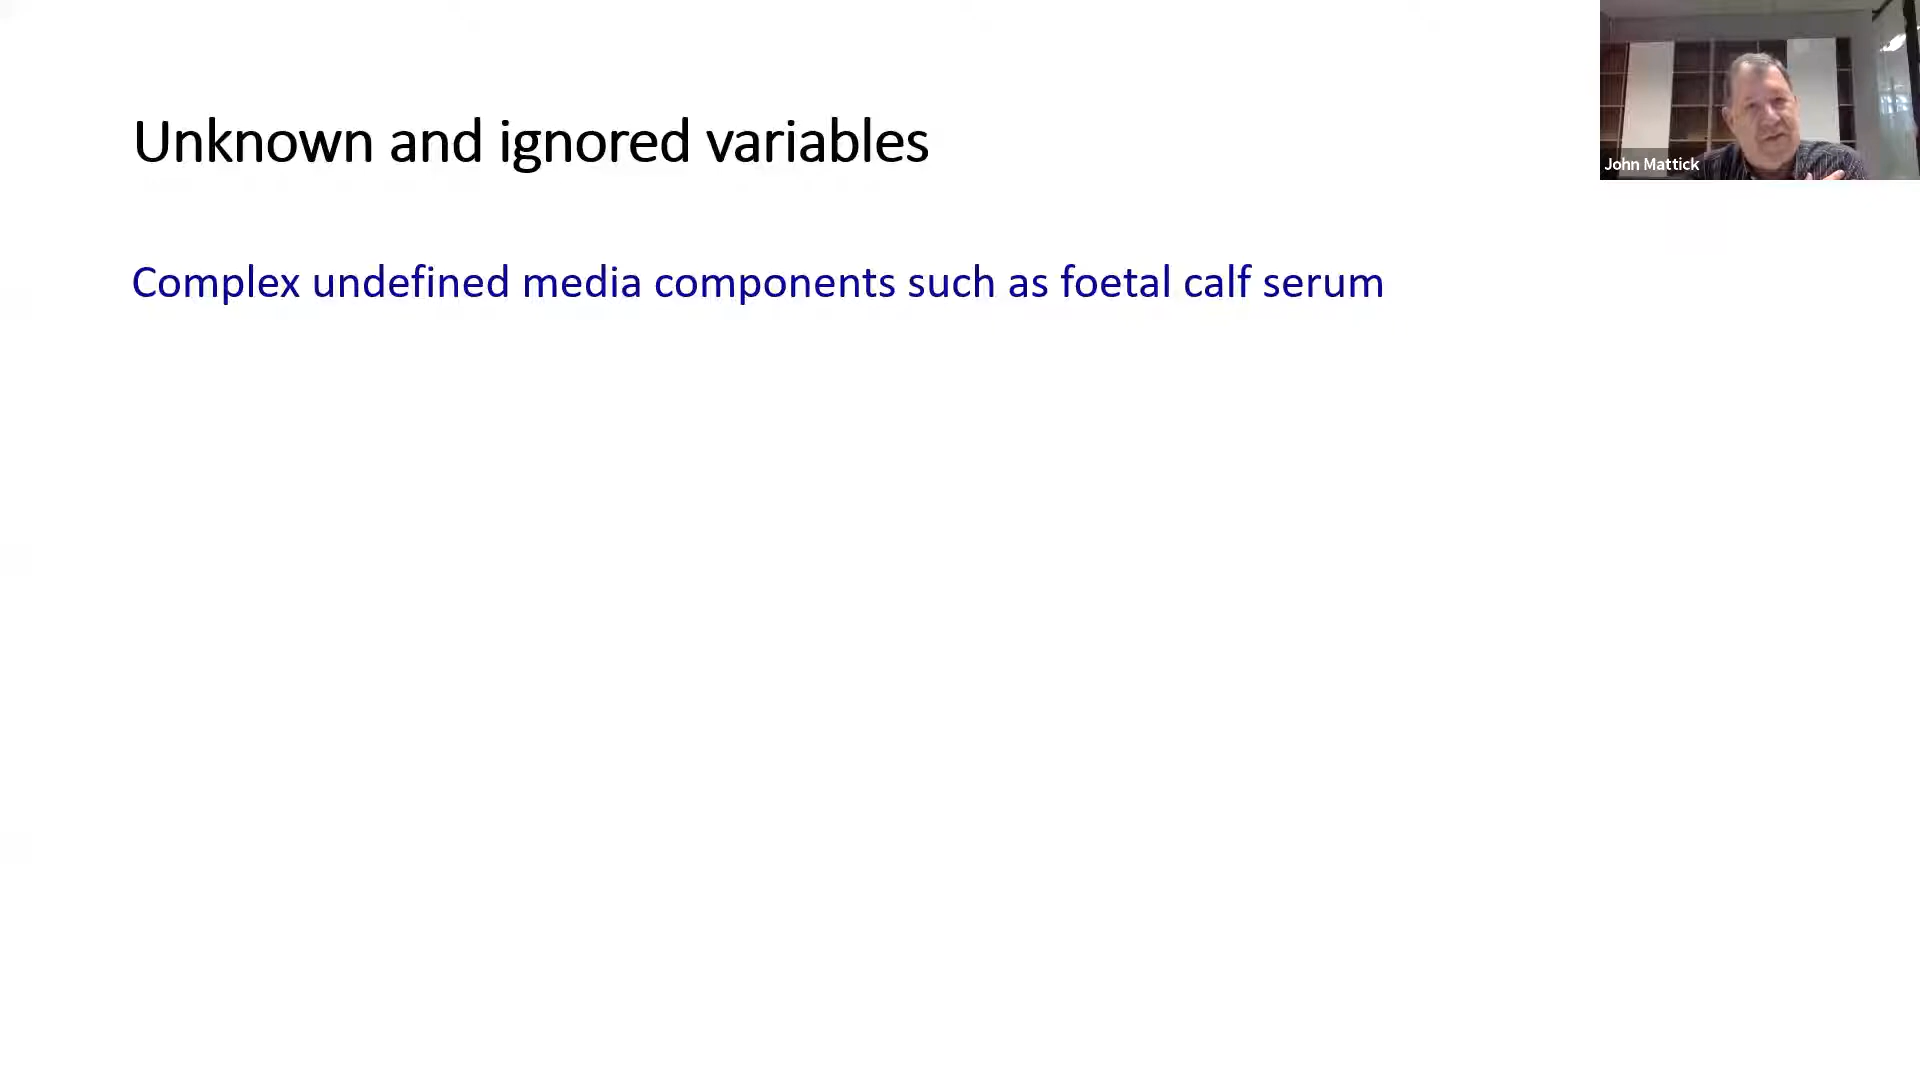 Unknown and ignored variables
John Mattick
Complex undefined media components such as foetal calf serum